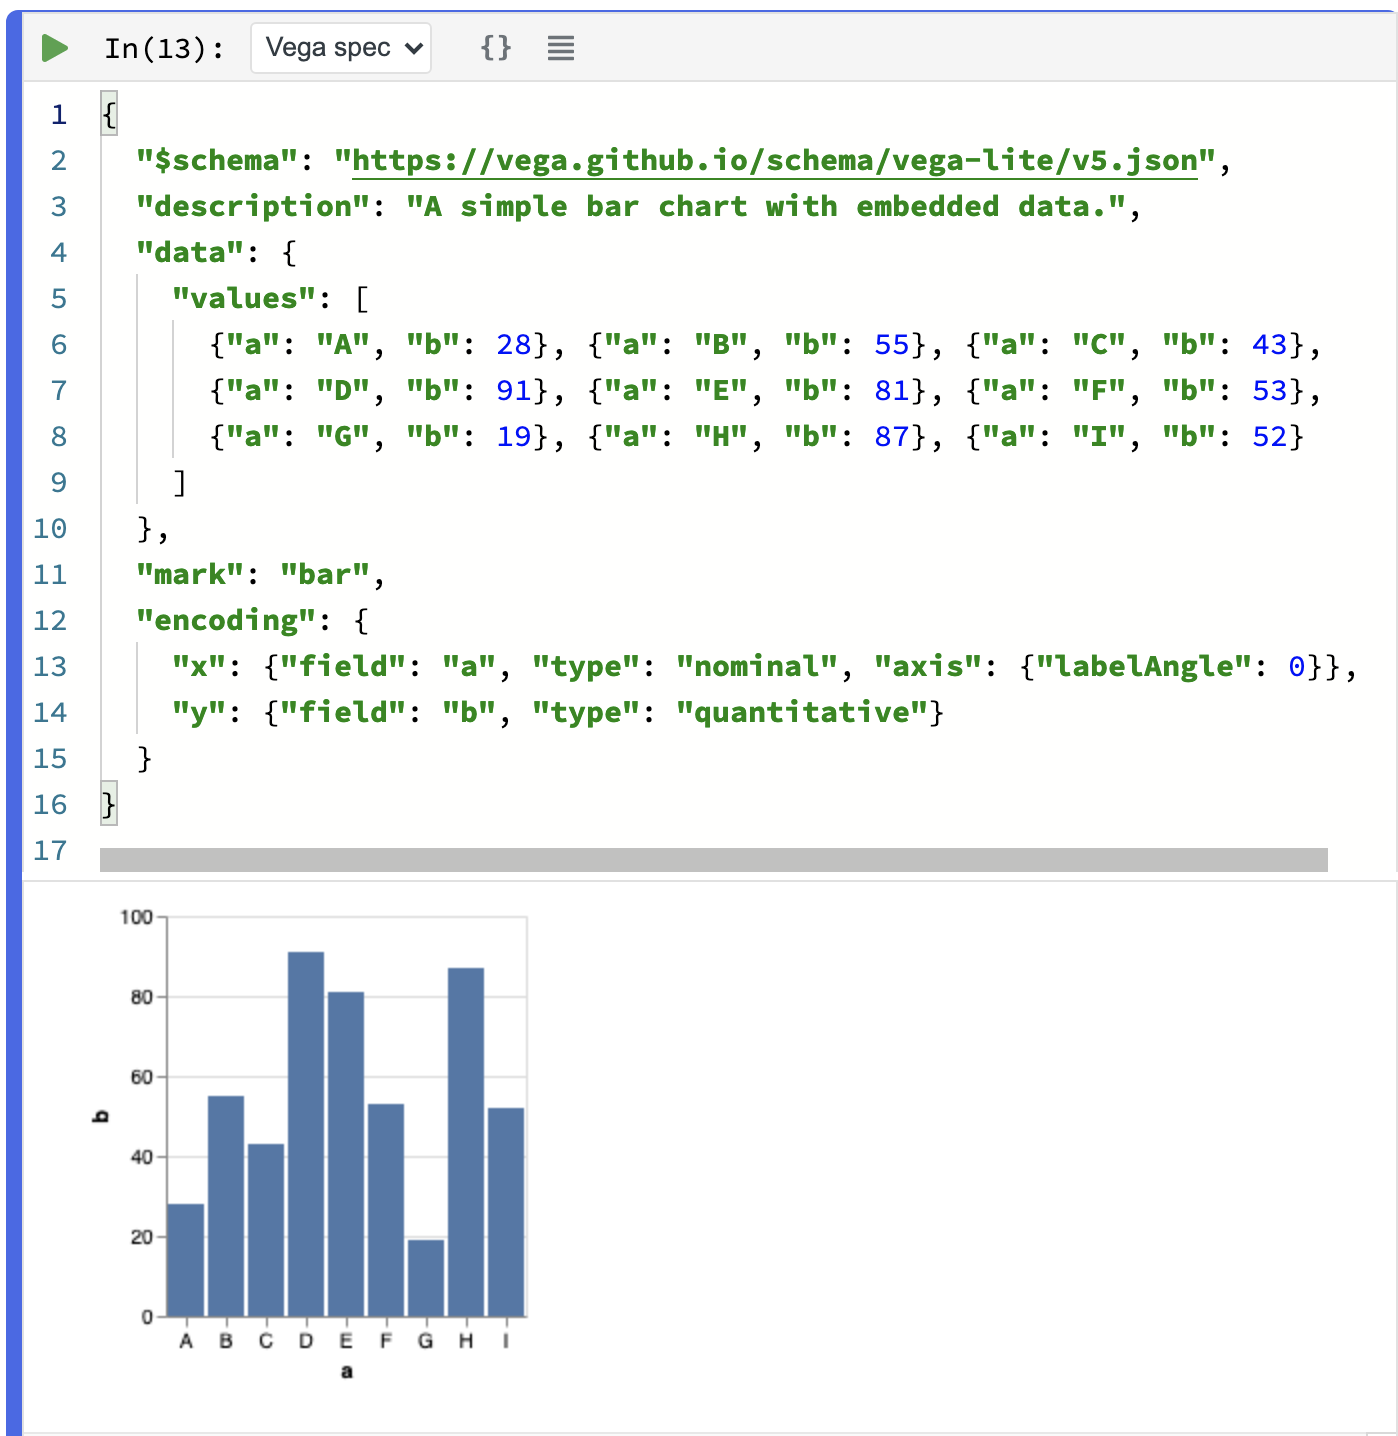 In(13): Vega spec {}
1 {
2 "$schema": "https://vega.github.io/schema/vega-lite/v5.json",
3 "description": "A simple bar chart with embedded data.",
4 "data": {
5 "values": [
6 {"a": "A", "b": 28}, {"a": "B", "b": 55}, {"a": "C", "b": 43},
7 {"a": "D", "b": 91}, {"a": "E", "b": 81}, {"a": "F", "b": 53},
8 {"a": "G", "b": 19}, {"a": "H", "b": 87}, {"a": "I", "b": 52}
9 ]
10 },
11 "mark": "bar",
12 "encoding": {
13 "x": {"field": "a", "type": "nominal", "axis": {"labelAngle": 0}},
14 "y": {"field": "b", "type": "quantitative"}
15 }
16 }
17
100
80
60
b
40
20
0
A B C D E F G H I
a